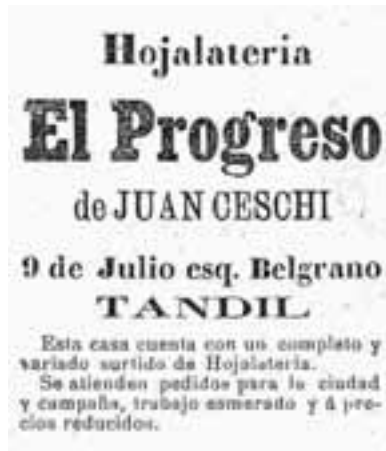 Hojalateria
El Progreso
de JUAN CESCHI
9 de Julio esq. Belgrano
TANDIL
Esta casa cuenta con un completo y
variado surtido de Hojalateria.
Se atienden pedidos para la ciudad
y campaña, trabajo esmerado y á pre-
cios reducidos.